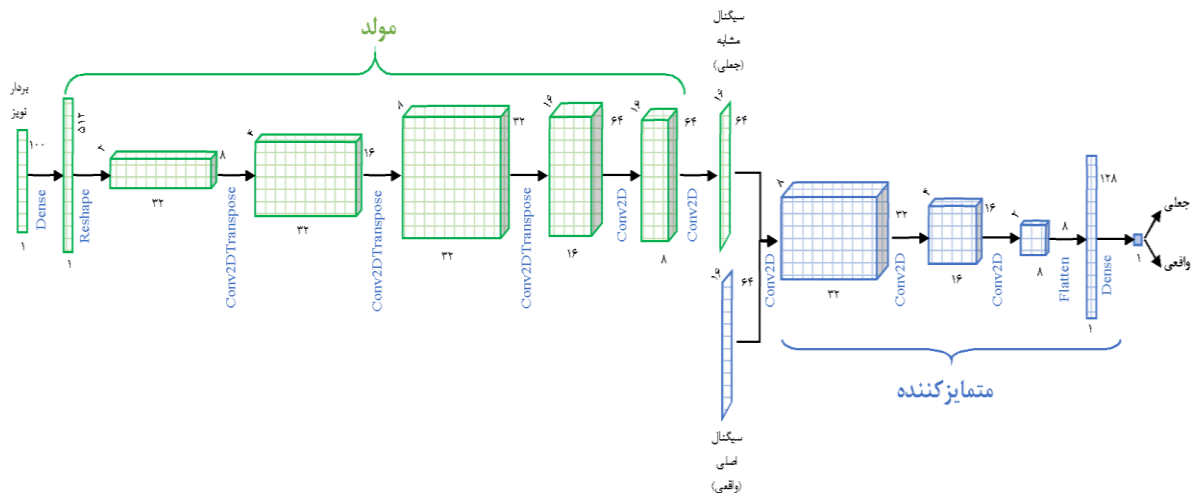 مولد
بردار
نویز
۱۰۰
۱
Dense
۵۱۲
۱
Reshape
۲
۸
۳۲
Conv2DTranspose
۴
۱۶
۳۲
Conv2DTranspose
۸
۳۲
۳۲
Conv2DTranspose
۱۶
۶۴
۱۶
Conv2D
۱۶
۶۴
۸
Conv2D
سیگنال
مشابه
(جعلی)
۱۶
۶۴
۱۶
۶۴
سیگنال
اصلی
(واقعی)
Conv2D
۳۲
۳۲
Conv2D
۴
۱۶
۱۶
Conv2D
۲
۸
۸
Flatten
۱۲۸
۱
Dense
۱
جعلی
واقعی
متمایزکننده